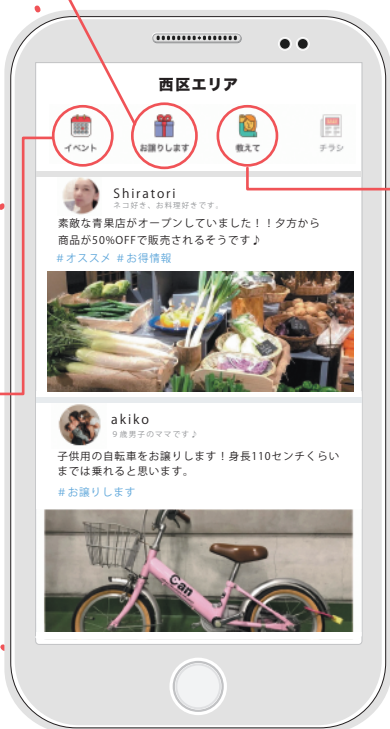 西区エリア
イベント お譲りします 教えて チラシ
Shiratori
ネコ好き、お料理好きです。
素敵な青果店がオープンしていました！！夕方から
商品が50%OFFで販売されるそうです♪
#オススメ #お得情報
akiko
9歳男子のママです♪
子供用の自転車をお譲りします！身長110センチくらい
までは乗れると思います。
#お譲りします
Can